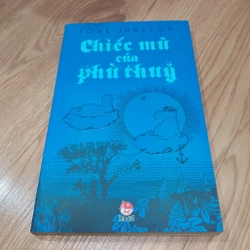 TOVE JANSSON
Chiếc mũ
của
phù thuỷ